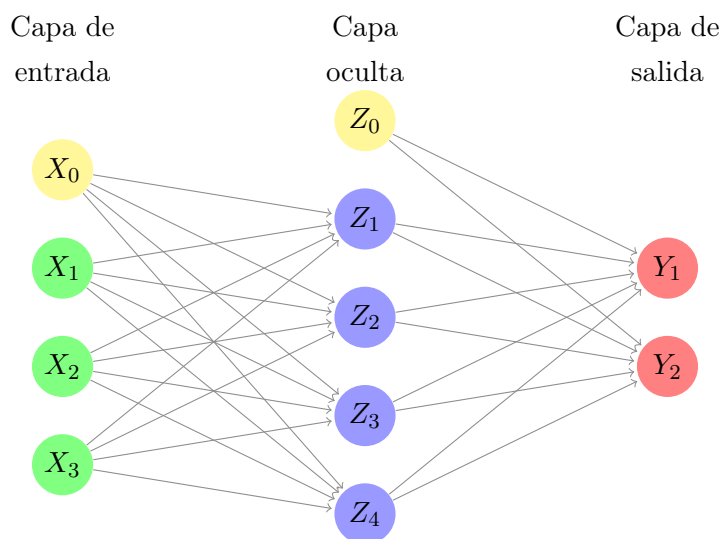 Capa de
entrada
Capa
oculta
Capa de
salida
X₀
X₁
X₂
X₃
Z₀
Z₁
Z₂
Z₃
Z₄
Y₁
Y₂